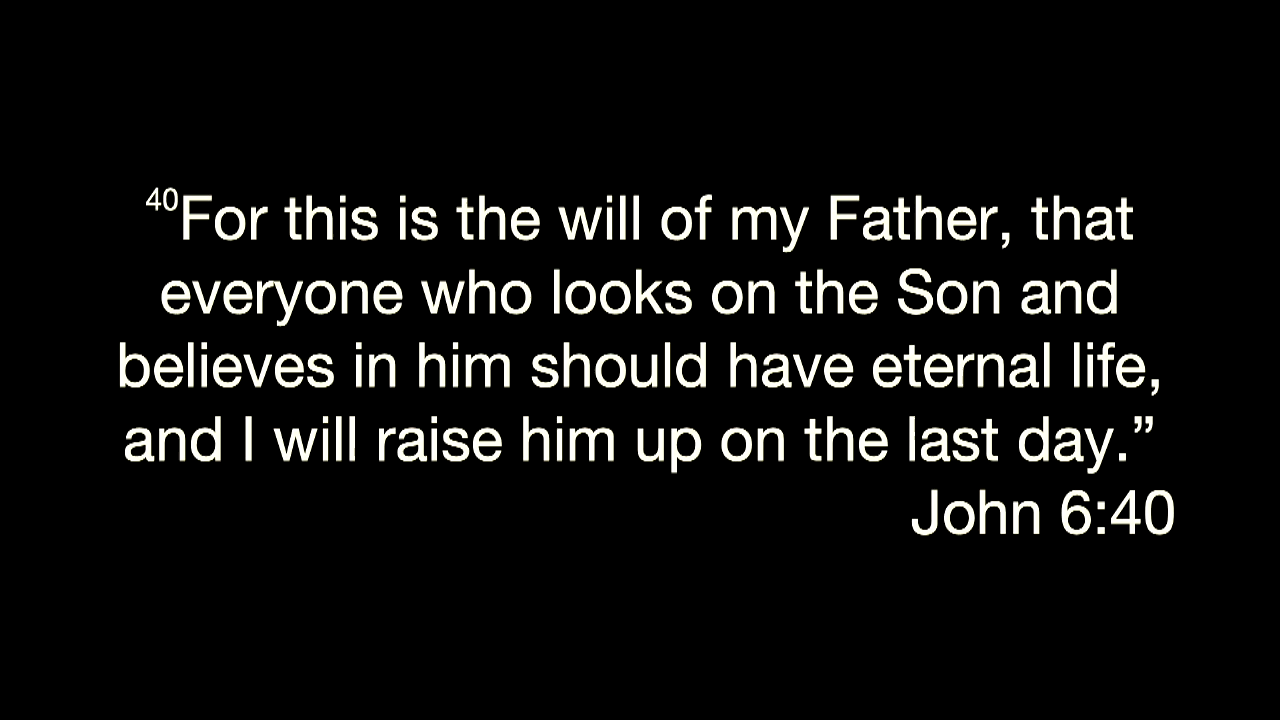 40For this is the will of my Father, that
everyone who looks on the Son and
believes in him should have eternal life,
and I will raise him up on the last day.”
John 6:40